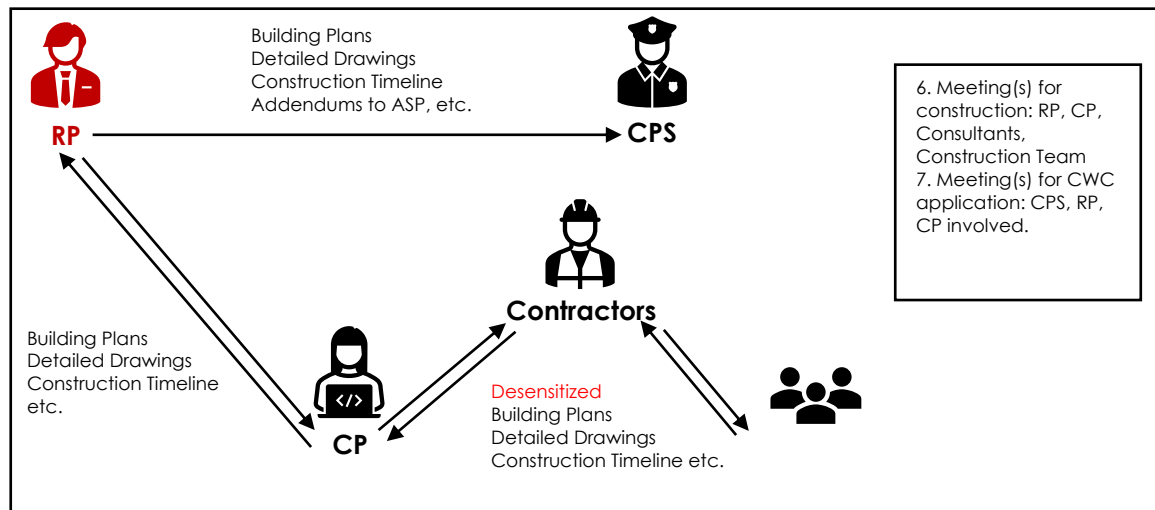 Building Plans
Detailed Drawings
Construction Timeline
Addendums to ASP, etc.
RP
CPS
6. Meeting(s) for
construction: RP, CP,
Consultants,
Construction Team
7. Meeting(s) for CWC
application: CPS, RP,
CP involved.
Contractors
Building Plans
Detailed Drawings
Construction Timeline
etc.
</>
CP
Desensitized
Building Plans
Detailed Drawings
Construction Timeline etc.